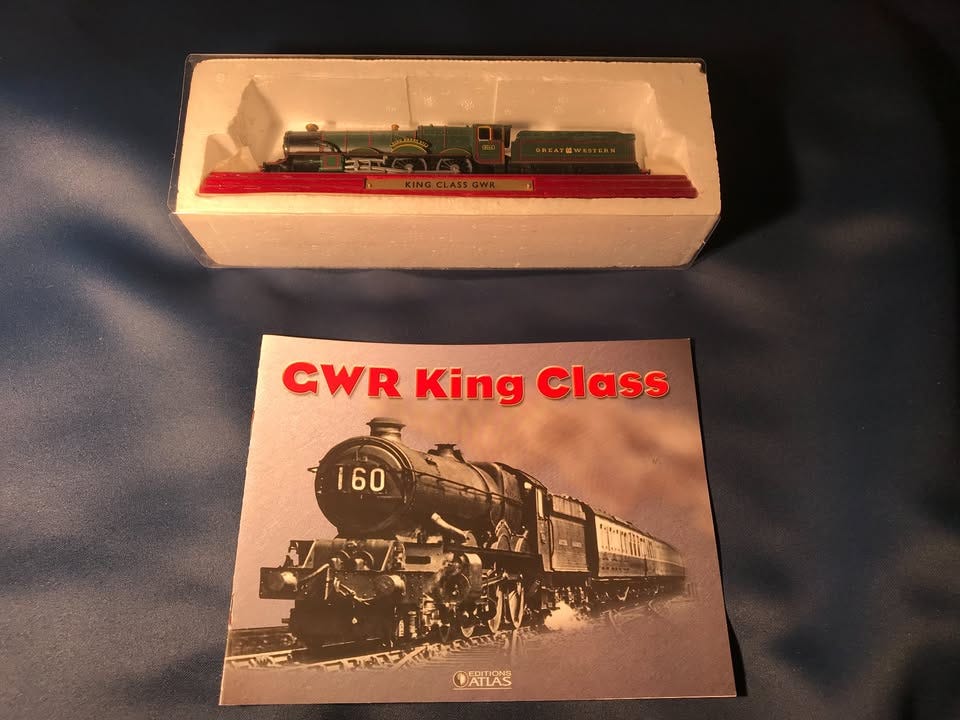 GREAT WESTERN
KING CLASS GWR
GWR King Class
160
EDITIONS
ATLAS